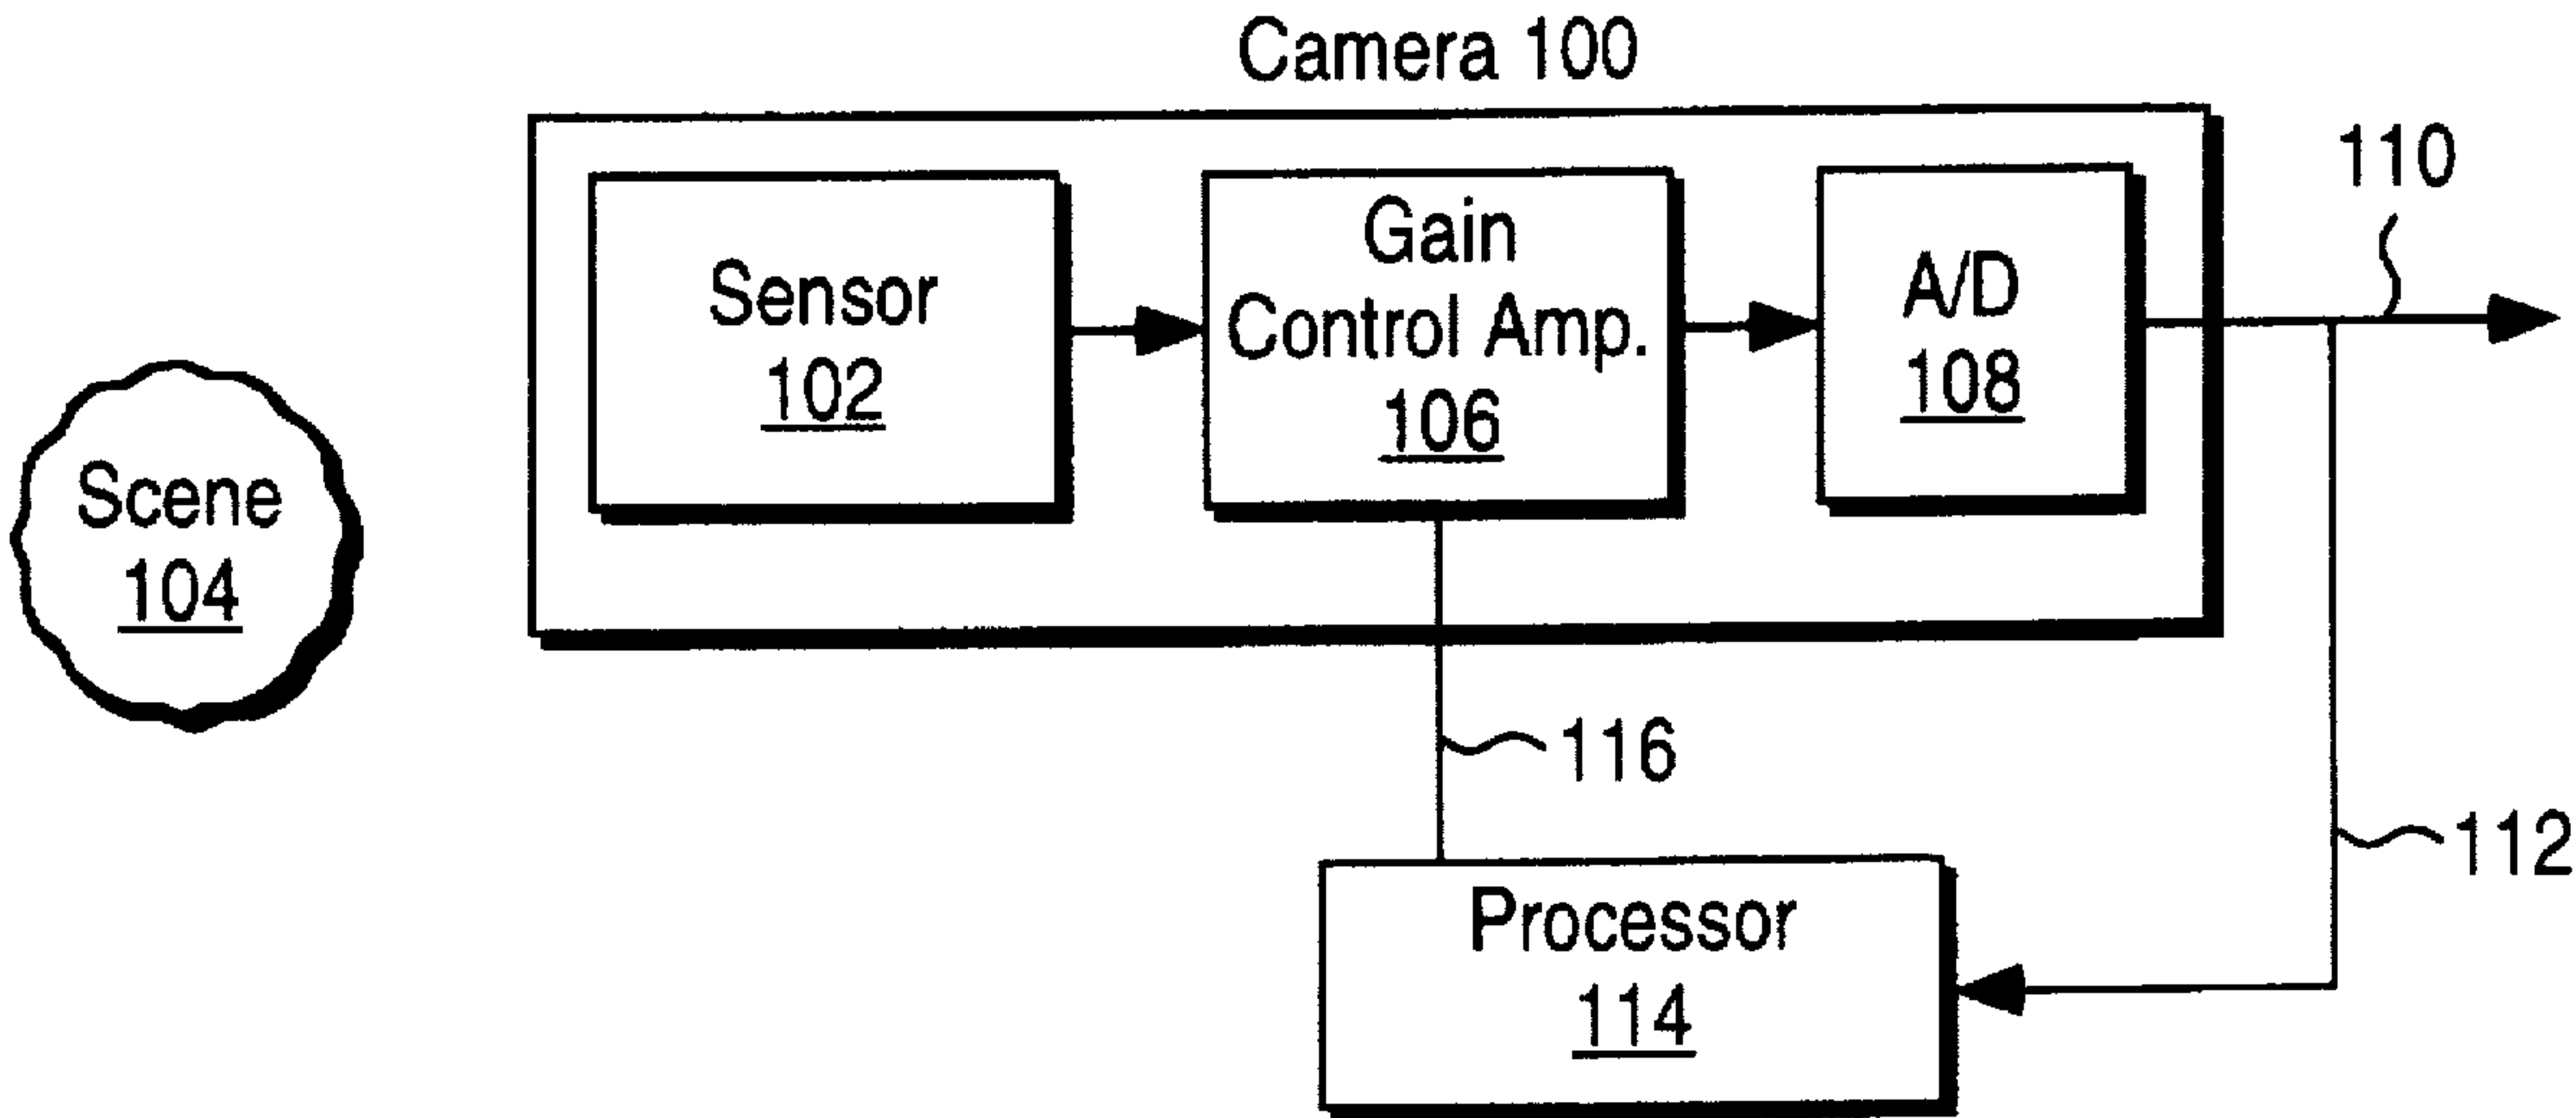 Camera 100
Sensor
102
Gain
Control Amp.
106
A/D
108
110
Scene
104
116
112
Processor
114